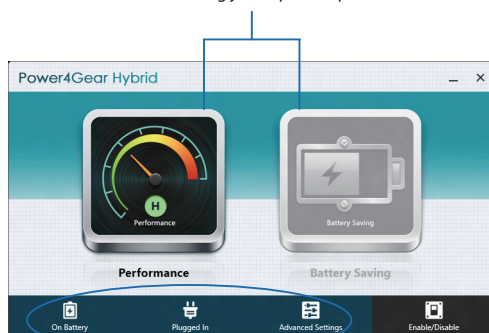 Power4Gear Hybrid
H
Performance
Battery Saving
Performance
Battery Saving
On Battery
Plugged In
Advanced Settings
Enable/Disable